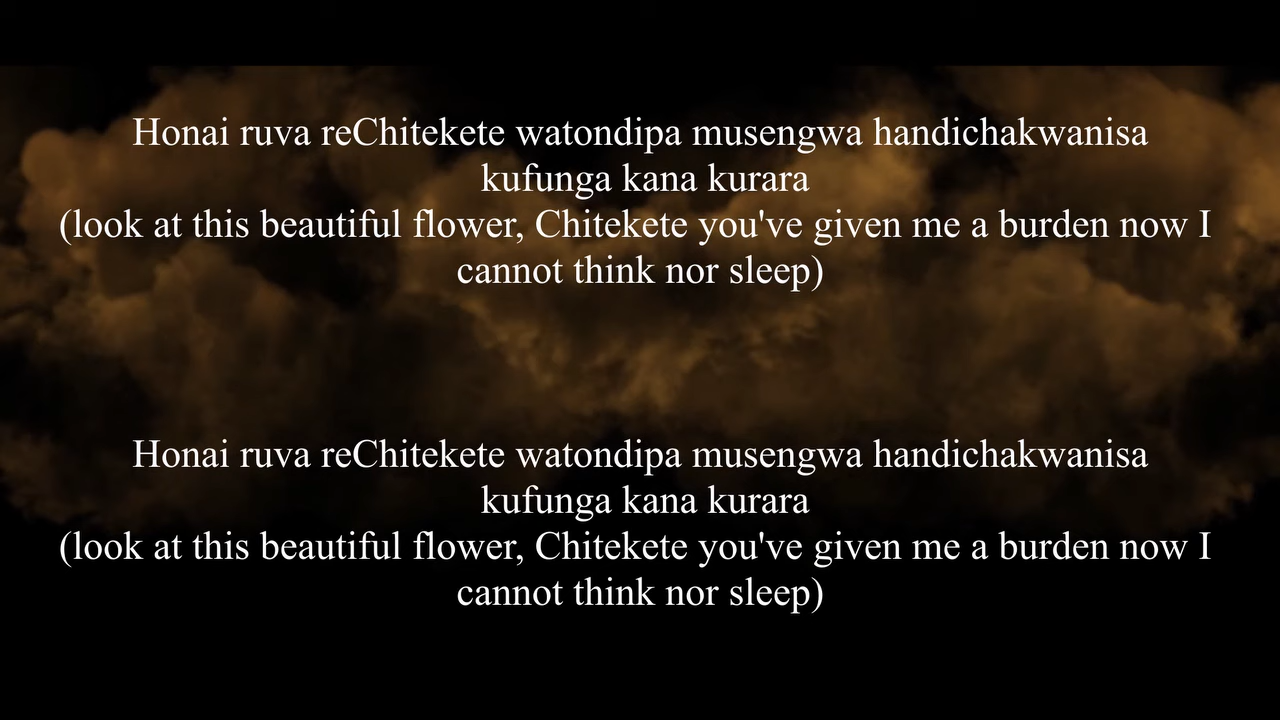 Honai ruva reChitekete watondipa musengwa handichakwanisa
kufunga kana kurara
(look at this beautiful flower, Chitekete you've given me a burden now I
cannot think nor sleep)
Honai ruva reChitekete watondipa musengwa handichakwanisa
kufunga kana kurara
(look at this beautiful flower, Chitekete you've given me a burden now I
cannot think nor sleep)